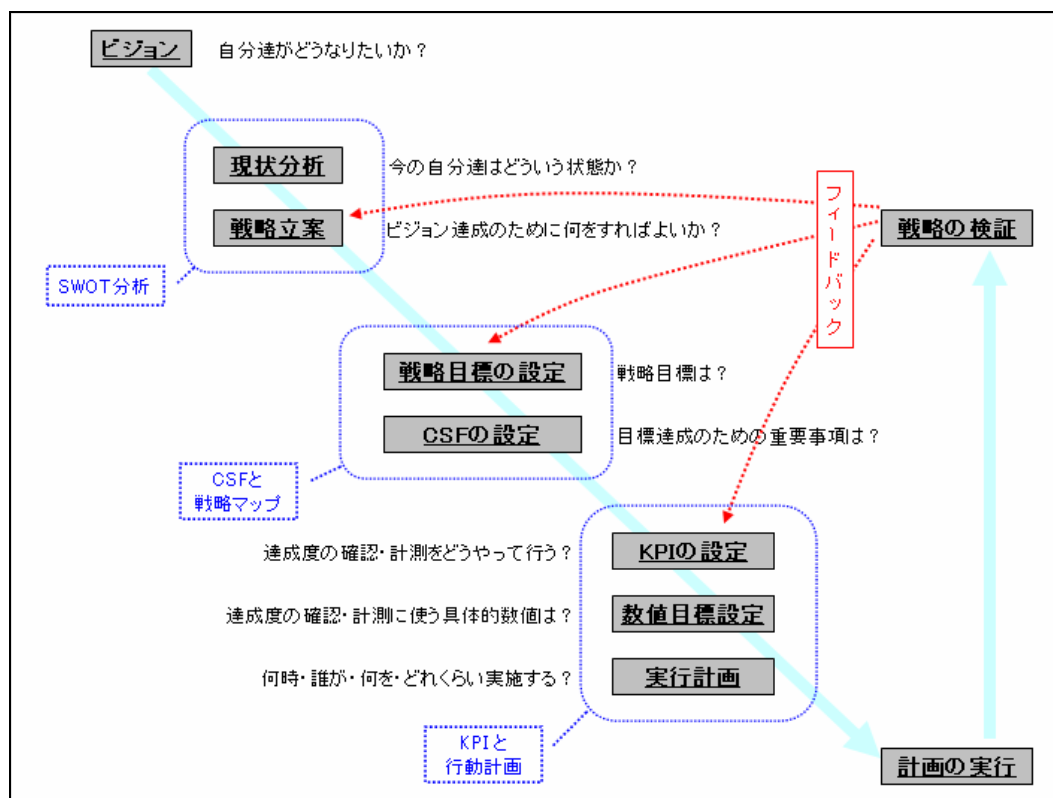 ビジョン
自分達がどうなりたいか？
現状分析
今の自分達はどういう状態か？
戦略立案
ビジョン達成のために何をすればよいか？
フィードバック
戦略の検証
SWOT分析
戦略目標の設定
戦略目標は？
CSFの設定
目標達成のための重要事項は？
CSFと
戦略マップ
達成度の確認・計測をどうやって行う？
KPIの設定
達成度の確認・計測に使う具体的数値は？
数値目標設定
何時・誰が・何を・どれくらい実施する？
実行計画
KPIと
行動計画
計画の実行